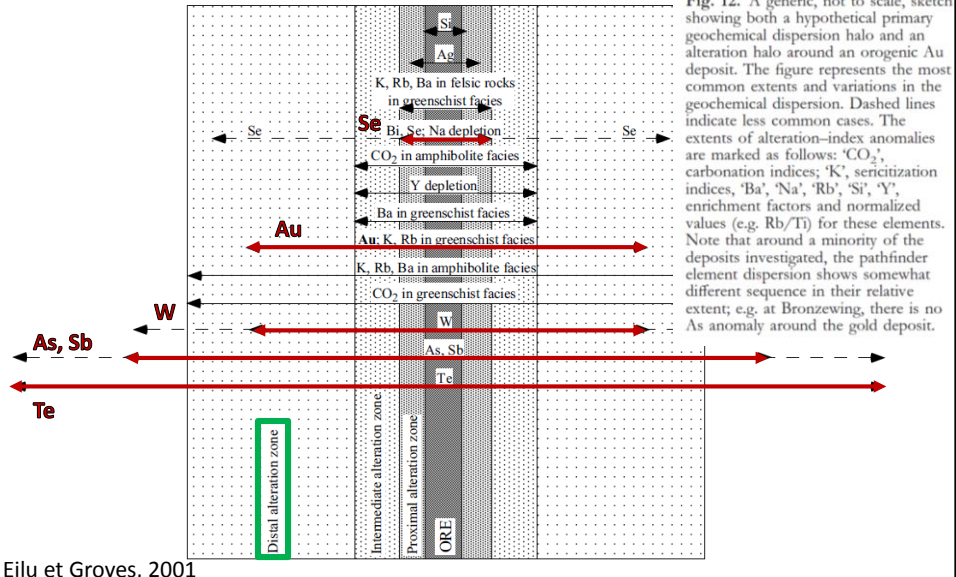 Si
Ag
K, Rb, Ba in felsic rocks
in greenschist facies
Se
Se
Bi, Se; Na depletion
Se
Se
CO₂ in amphibolite facies
Y depletion
Ba in greenschist facies
Au
Au; K, Rb in greenschist facies
K, Rb, Ba in amphibolite facies
CO₂ in greenschist facies
W
W
As, Sb
As, Sb
Te
Te
Distal alteration zone
Intermediate alteration zone
Proximal alteration zone
ORE
Eilu et Groves, 2001
Fig. 12. A generic, not to scale, sketch
showing both a hypothetical primary
geochemical dispersion halo and an
alteration halo around an orogenic Au
deposit. The figure represents the most
common extents and variations in the
geochemical dispersion. Dashed lines
indicate less common cases. The
extents of alteration–index anomalies
are marked as follows: 'CO₂',
carbonation indices; 'K', sericitization
indices, 'Ba', 'Na', 'Rb', 'Si', 'Y',
enrichment factors and normalized
values (e.g. Rb/Ti) for these elements.
Note that around a minority of the
deposits investigated, the pathfinder
element dispersion shows somewhat
different sequence in their relative
extent; e.g. at Bronzewing, there is no
As anomaly around the gold deposit.